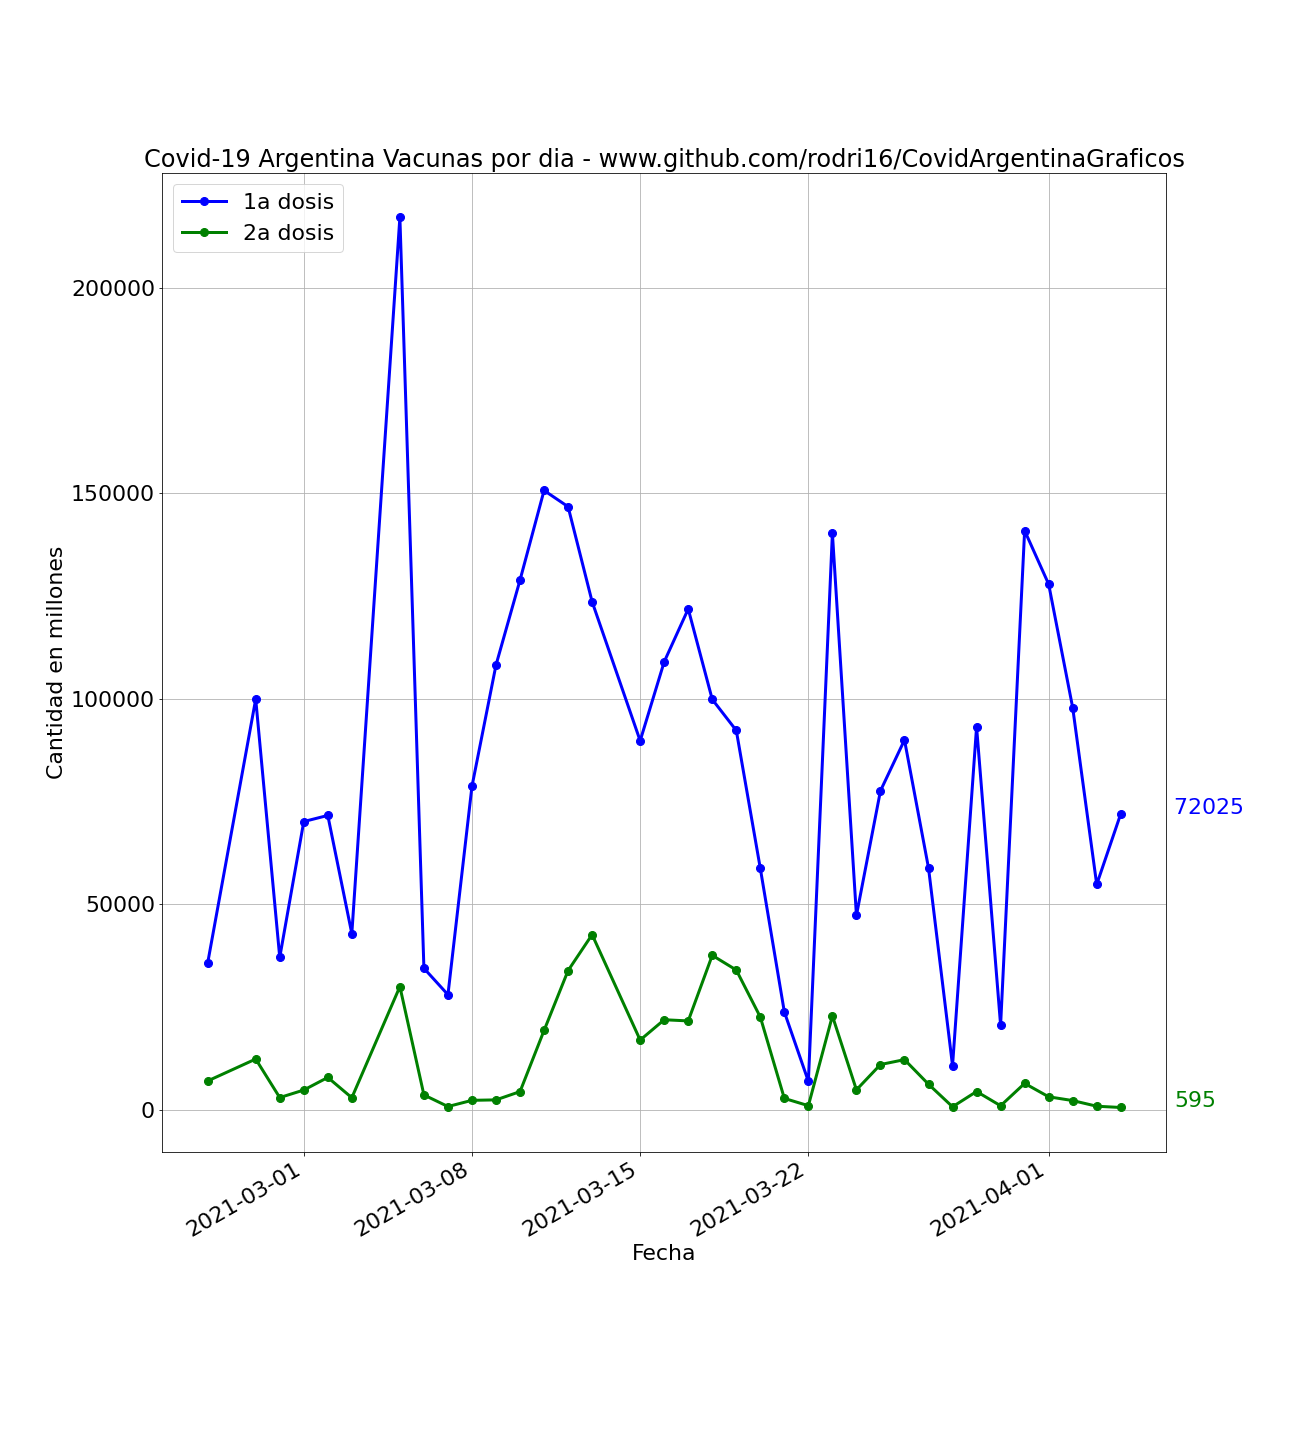 Covid-19 Argentina Vacunas por dia - www.github.com/rodri16/CovidArgentinaGraficos
1a dosis
2a dosis
200000
150000
100000
50000
0
Cantidad en millones
72025
595
2021-03-01
2021-03-08
2021-03-15
2021-03-22
2021-04-01
Fecha